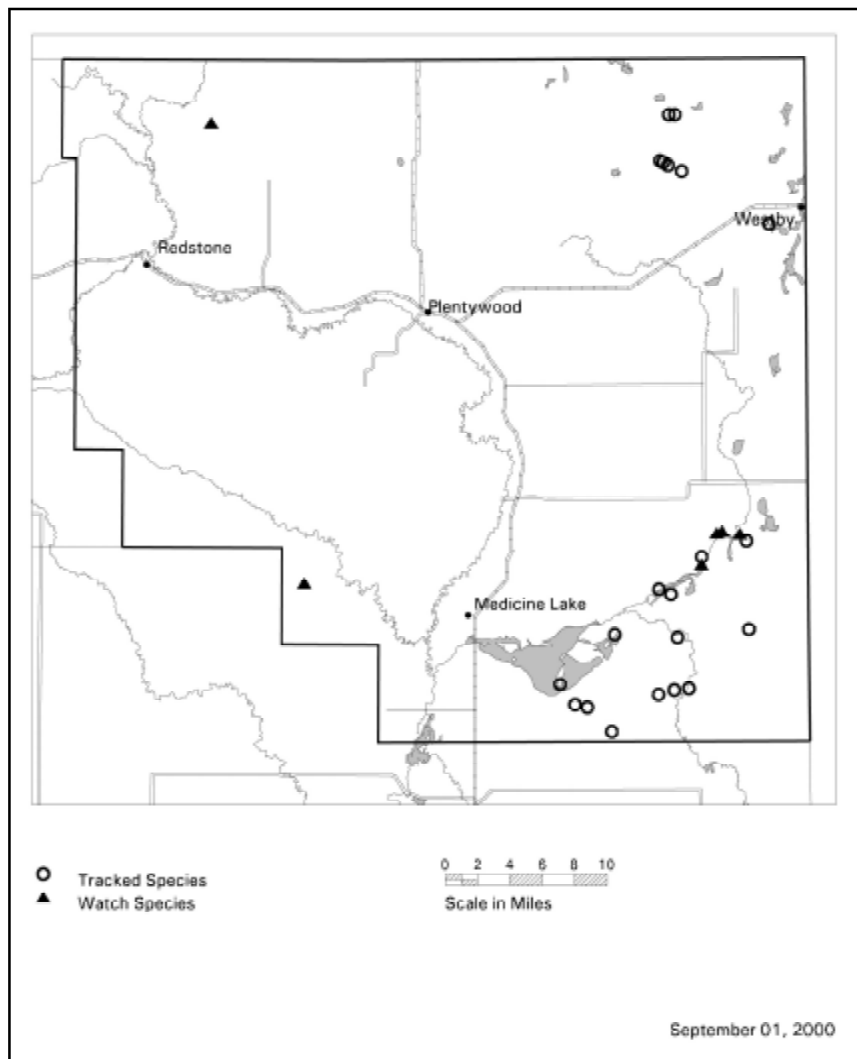 Redstone
Westby
Plentywood
Medicine Lake
0 2 4 6 8 10
Tracked Species
Watch Species
Scale in Miles
September 01, 2000